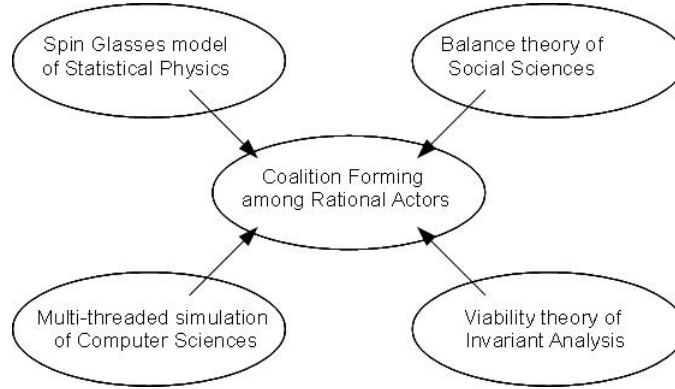 Spin Glasses model
of Statistical Physics
Balance theory of
Social Sciences
Coalition Forming
among Rational Actors
Multi-threaded simulation
of Computer Sciences
Viability theory of
Invariant Analysis